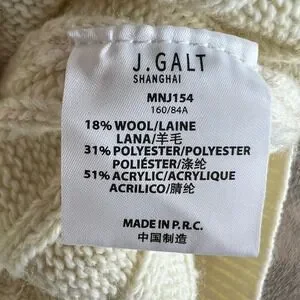 J.GALT
SHANGHAI
MNJ154
160/84A
18% WOOL/LAINE
LANA/羊毛
31% POLYESTER/POLYESTER
POLIÉSTER/涤纶
51% ACRYLIC/ACRYLIQUE
ACRILICO/腈纶
MADE IN P.R.C.
中国制造